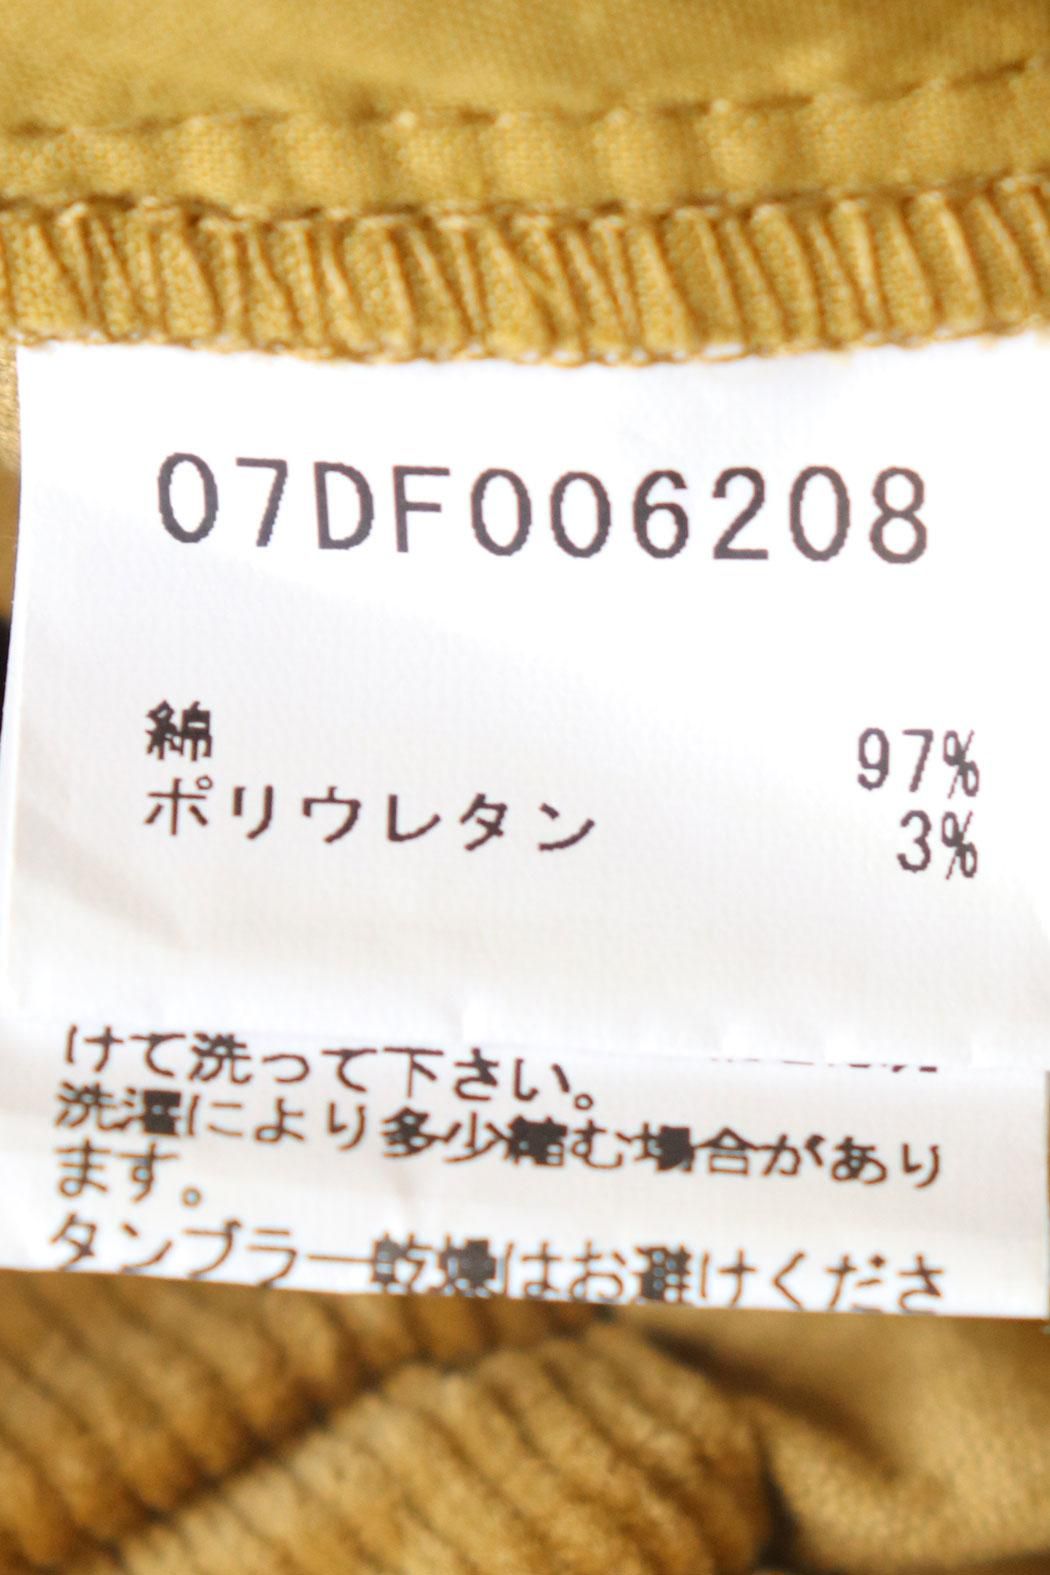 07DF006208
綿 97%
ポリウレタン 3%
けて洗って下さい。
洗濯により多少縮む場合があり
ます。
タンブラー乾燥はお避けくださ